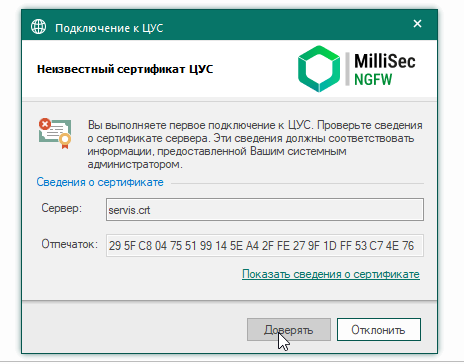 Подключение к ЦУС
Неизвестный сертификат ЦУС
MilliSec
NGFW
Вы выполняете первое подключение к ЦУС. Проверьте сведения
о сертификате сервера. Эти сведения должны соответствовать
информации, предоставленной Вашим системным
администратором.
Сведения о сертификате
Сервер:
servis.crt
Отпечаток:
29 5F C8 04 75 51 99 14 5E A4 2F FE 27 9F 1D FF 53 C7 4E 76
Показать сведения о сертификате
Доверять
Отклонить